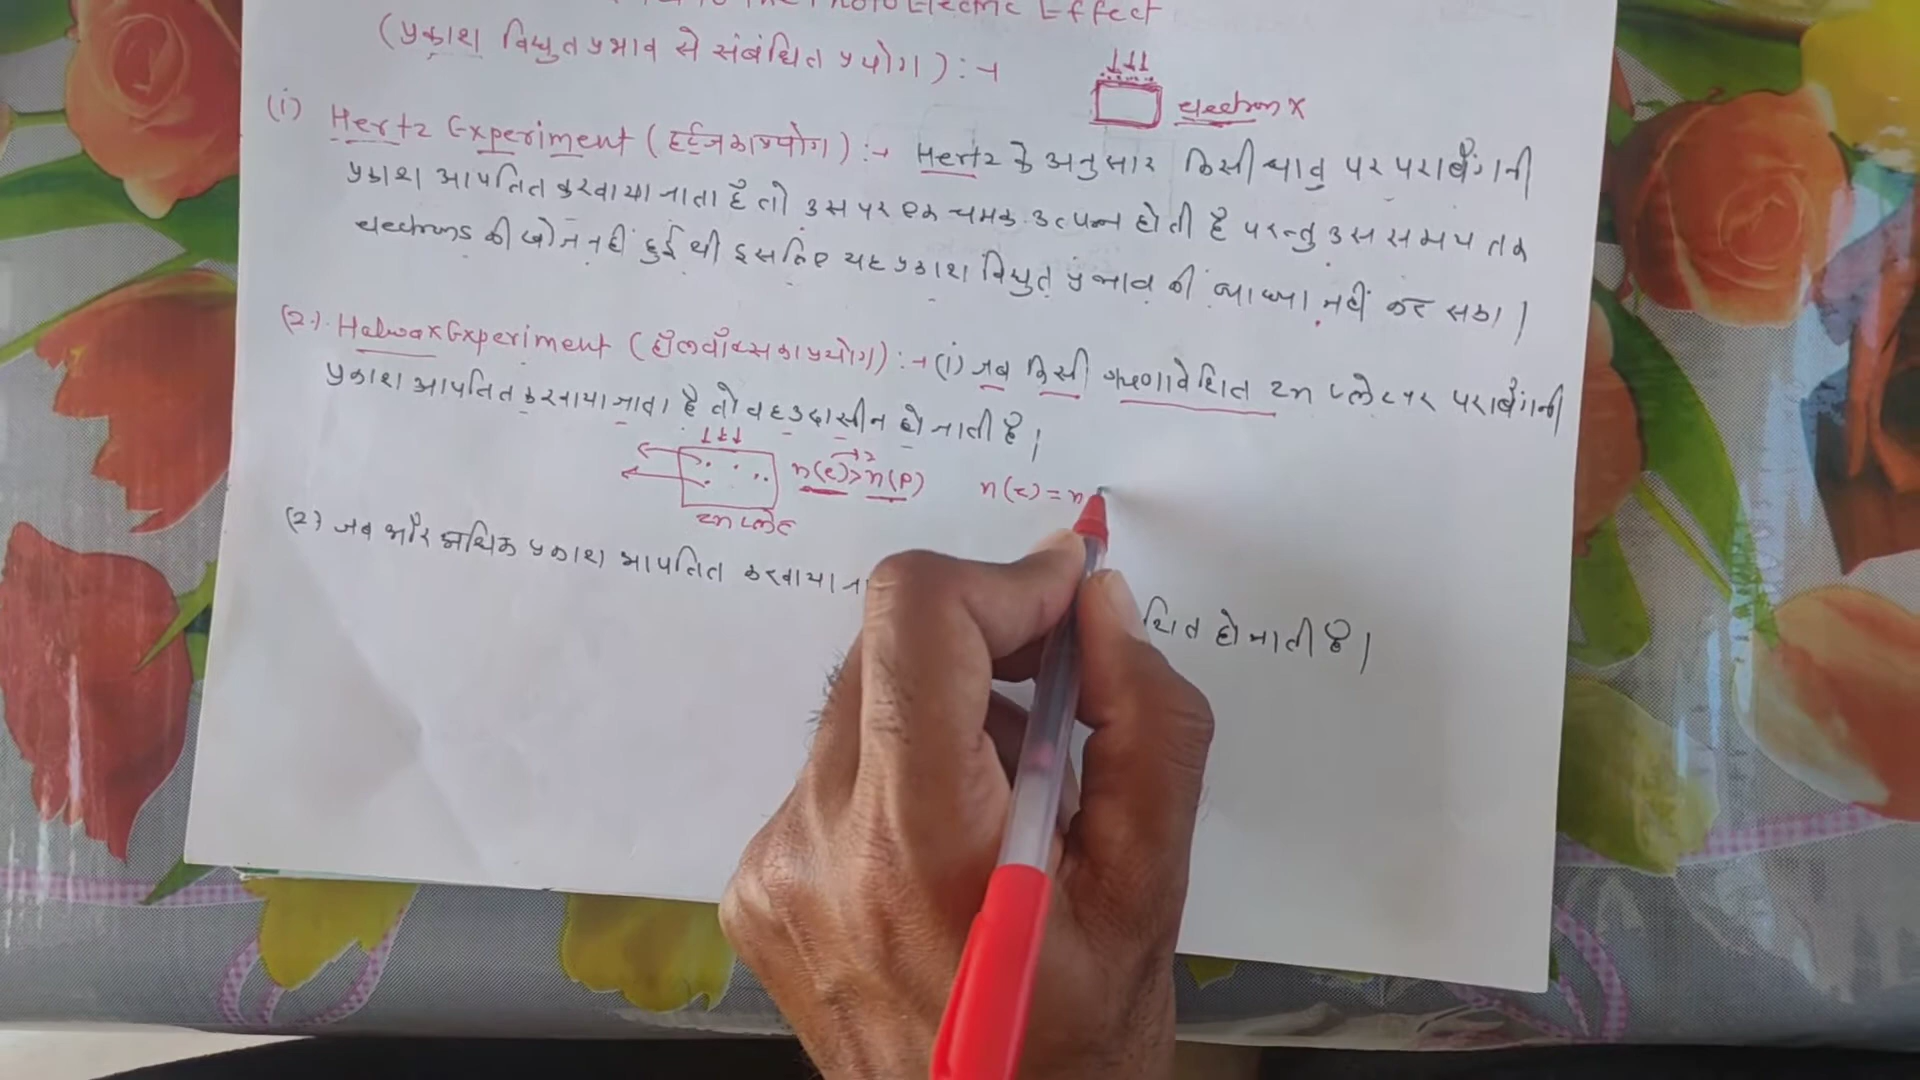 Photo Electric Effect
(प्रकाश विद्युत प्रभाव से संबंधित प्रयोग) :→
electron X
(i) Hertz Experiment (हर्ट्ज का प्रयोग) :→ Hertz के अनुसार किसी धातु पर पराबैंगनी
प्रकाश आपतित करवाया जाता है तो उस पर एक चमक उत्पन्न होती है परन्तु उस समय तक
electrons की खोज नहीं हुई थी इसलिए यह प्रकाश विद्युत प्रभाव की व्याख्या नहीं कर सका।
(2.) Halwax Experiment (हॉलवॉक्स का प्रयोग) :→ (i) जब किसी ऋणावेशित Zn प्लेट पर पराबैंगनी
प्रकाश आपतित करवाया जाता है तो वह उदासीन हो जाती है।
n(e) > n(P) n(e) = n
Zn प्लेट
(2) जब और अधिक प्रकाश आपतित करवाया जा शित हो जाती है।